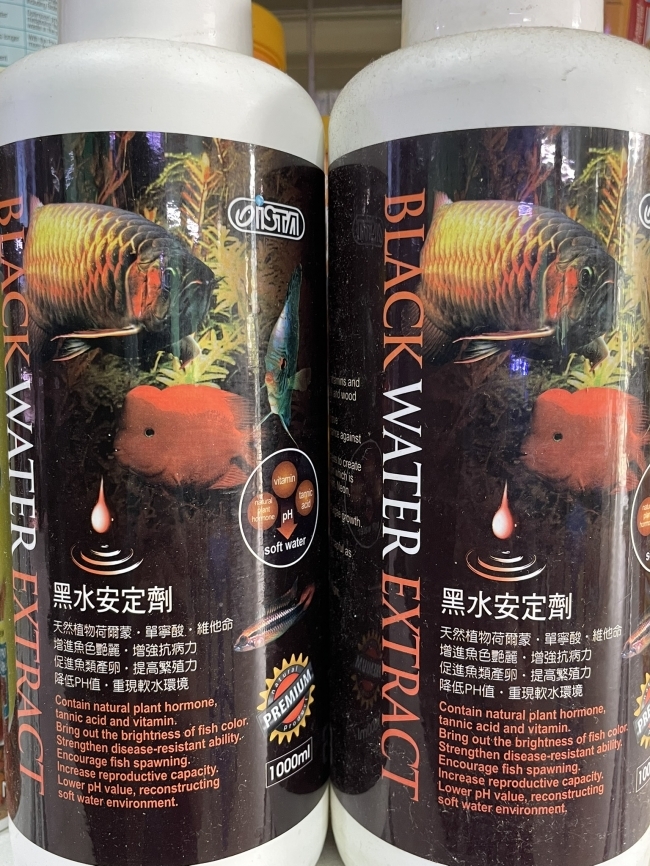 BLACK WATER EXTRACT
ISTA
vitamin
natural
plant
hormone
tannic
acid
pH
soft water
黑水安定劑
天然植物荷爾蒙・單寧酸・維他命
增進魚色艷麗・增強抗病力
促進魚類產卵・提高繁殖力
降低PH值・重現軟水環境
Contain natural plant hormone,
tannic acid and vitamin.
Bring out the brightness of fish color.
Strengthen disease-resistant ability.
Encourage fish spawning.
Increase reproductive capacity.
Lower pH value, reconstructing
soft water environment.
natural
PREMIUM
1000ml
BLACK WATER EXTRACT
黑水安定劑
天然植物荷爾蒙・單寧酸・維他命
增進魚色艷麗・增強抗病力
促進魚類產卵・提高繁殖力
降低PH值・重現軟水環境
Contain natural plant hormone,
tannic acid and vitamin.
Bring out the brightness of fish color.
Strengthen disease-resistant ability.
Encourage fish spawning.
Increase reproductive capacity.
Lower pH value, reconstructing
soft water environment.